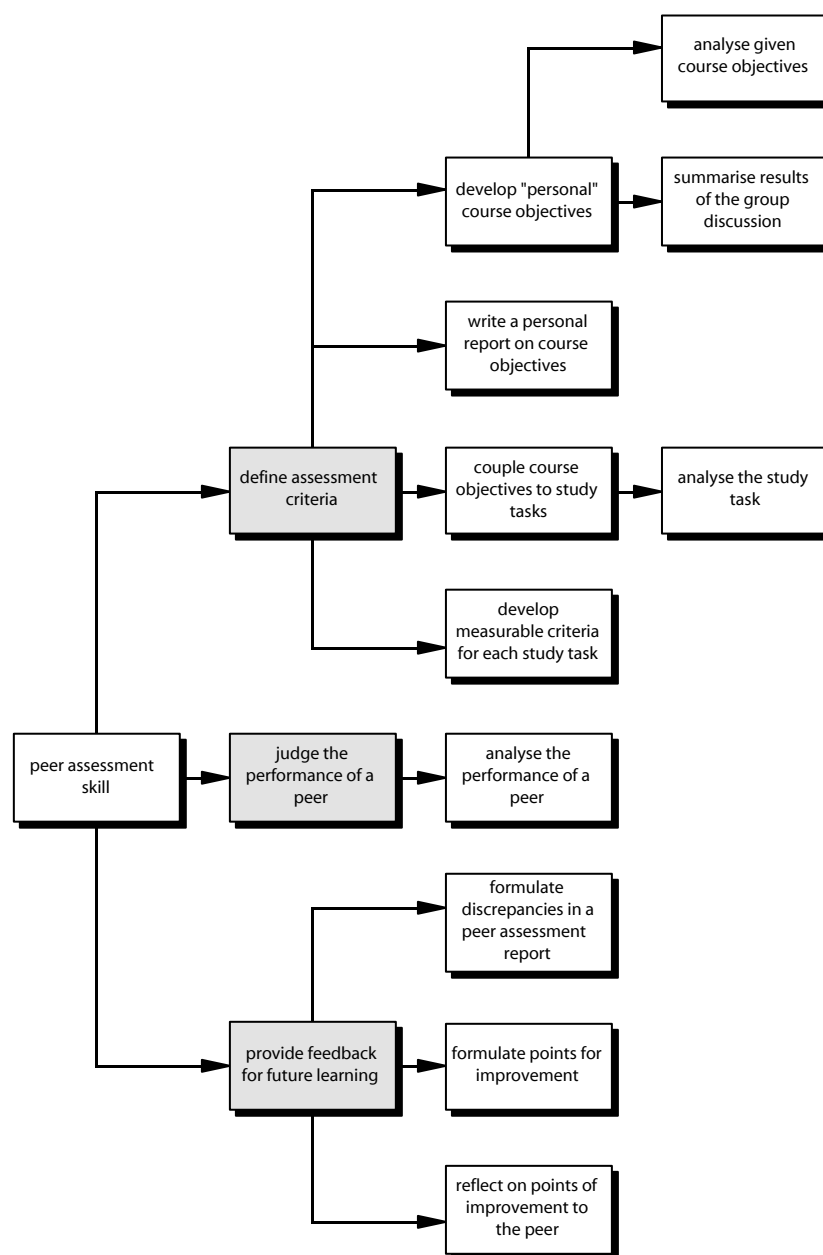 analyse given
course objectives
develop "personal"
course objectives
summarise results
of the group
discussion
write a personal
report on course
objectives
define assessment
criteria
couple course
objectives to study
tasks
analyse the study
task
develop
measurable criteria
for each study task
peer assessment
skill
judge the
performance of a
peer
analyse the
performance of a
peer
formulate
discrepancies in a
peer assessment
report
provide feedback
for future learning
formulate points for
improvement
reflect on points of
improvement to
the peer